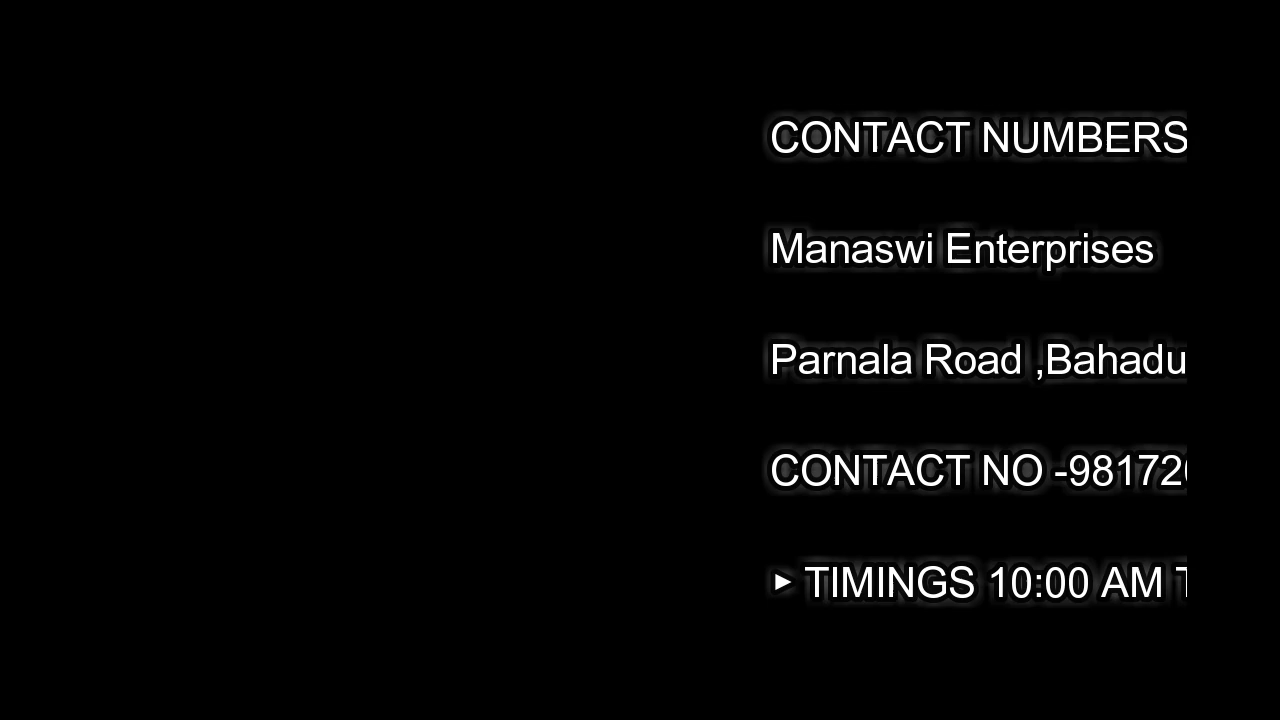 CONTACT NUMBERS
Manaswi Enterprises
Parnala Road ,Bahadu
CONTACT NO -98172
► TIMINGS 10:00 AM